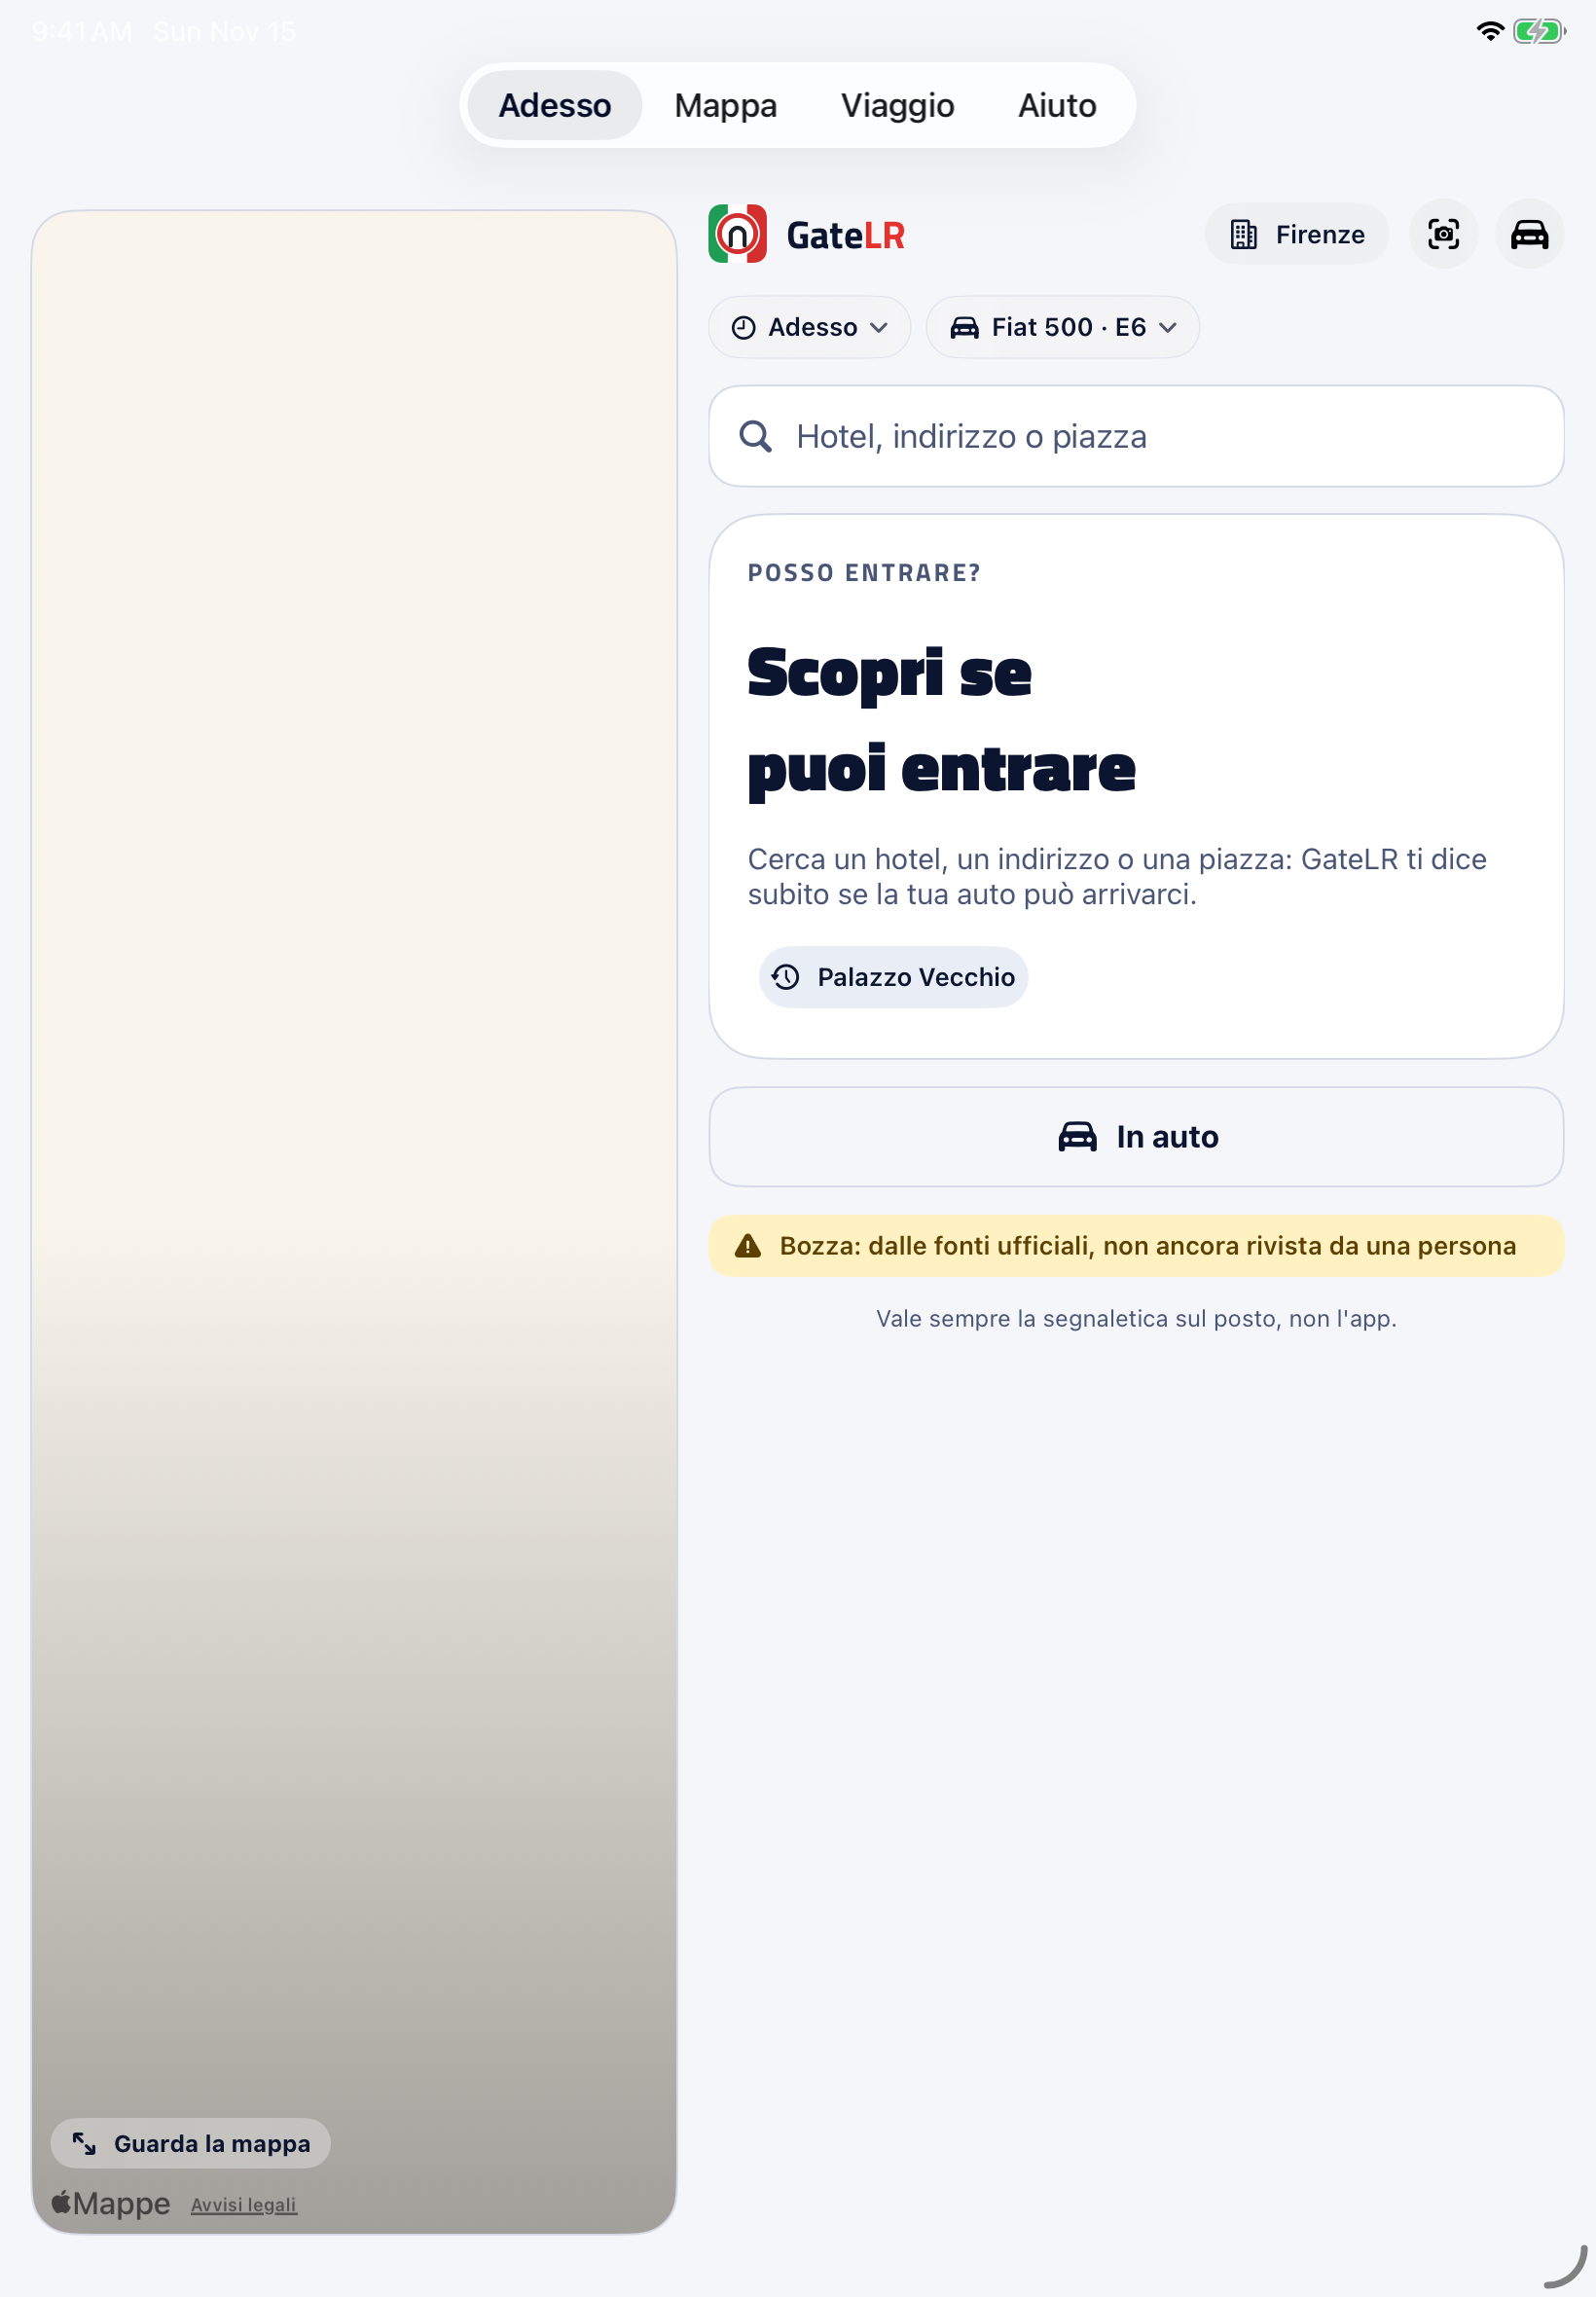 9:41 AM Sun Nov 15
Adesso Mappa Viaggio Aiuto
GateLR
Firenze
Adesso
Fiat 500 · E6
Hotel, indirizzo o piazza
POSSO ENTRARE?
Scopri se
puoi entrare
Cerca un hotel, un indirizzo o una piazza: GateLR ti dice
subito se la tua auto può arrivarci.
Palazzo Vecchio
In auto
Bozza: dalle fonti ufficiali, non ancora rivista da una persona
Vale sempre la segnaletica sul posto, non l'app.
Guarda la mappa
Mappe Avvisi legali